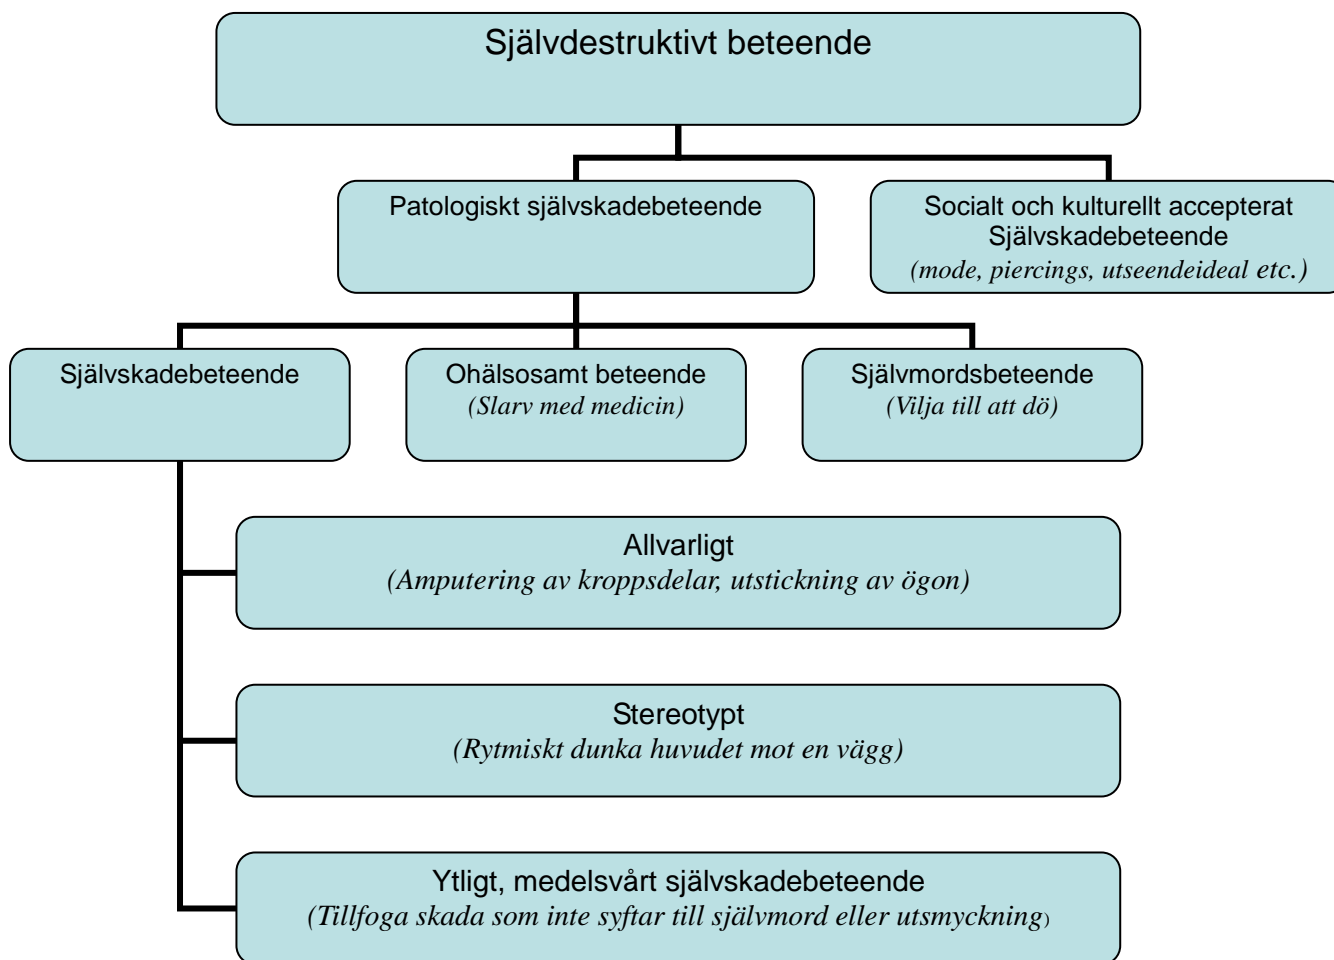 Självdestruktivt beteende
Patologiskt självskadebeteende
Socialt och kulturellt accepterat
Självskadebeteende
(mode, piercings, utseendeideal etc.)
Självskadebeteende
Ohälsosamt beteende
(Slarv med medicin)
Självmordsbeteende
(Vilja till att dö)
Allvarligt
(Amputering av kroppsdelar, utstickning av ögon)
Stereotypt
(Rytmiskt dunka huvudet mot en vägg)
Ytligt, medelsvårt självskadebeteende
(Tillfoga skada som inte syftar till självmord eller utsmyckning)